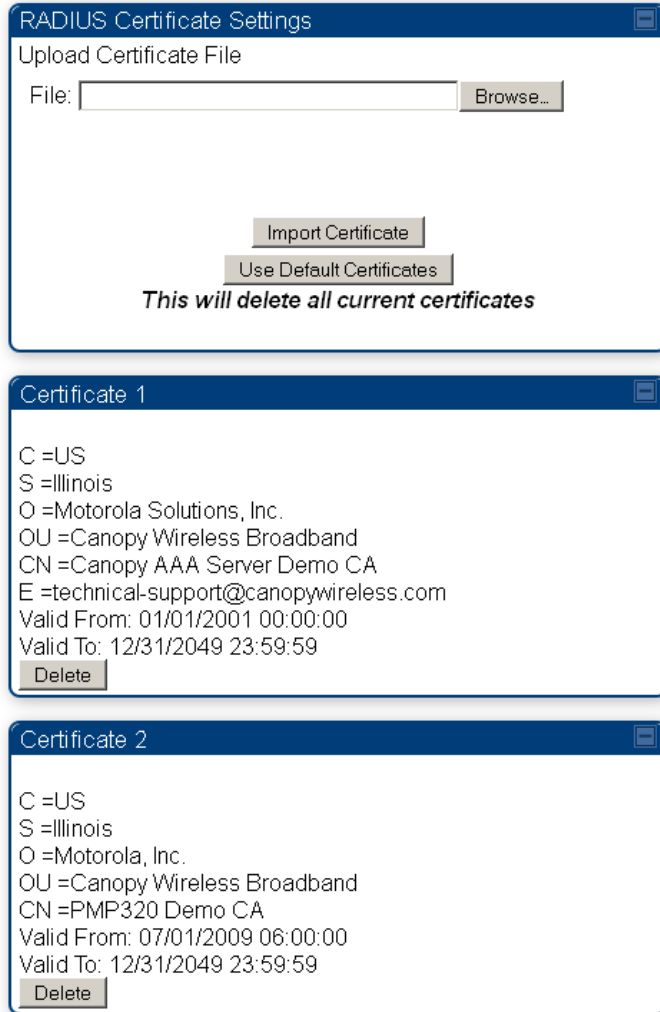 RADIUS Certificate Settings
Upload Certificate File
File: Browse...
Import Certificate
Use Default Certificates
This will delete all current certificates
Certificate 1
C =US
S =Illinois
O =Motorola Solutions, Inc.
OU =Canopy Wireless Broadband
CN =Canopy AAA Server Demo CA
E =technical-support@canopywireless.com
Valid From: 01/01/2001 00:00:00
Valid To: 12/31/2049 23:59:59
Delete
Certificate 2
C =US
S =Illinois
O =Motorola, Inc.
OU =Canopy Wireless Broadband
CN =PMP320 Demo CA
Valid From: 07/01/2009 06:00:00
Valid To: 12/31/2049 23:59:59
Delete